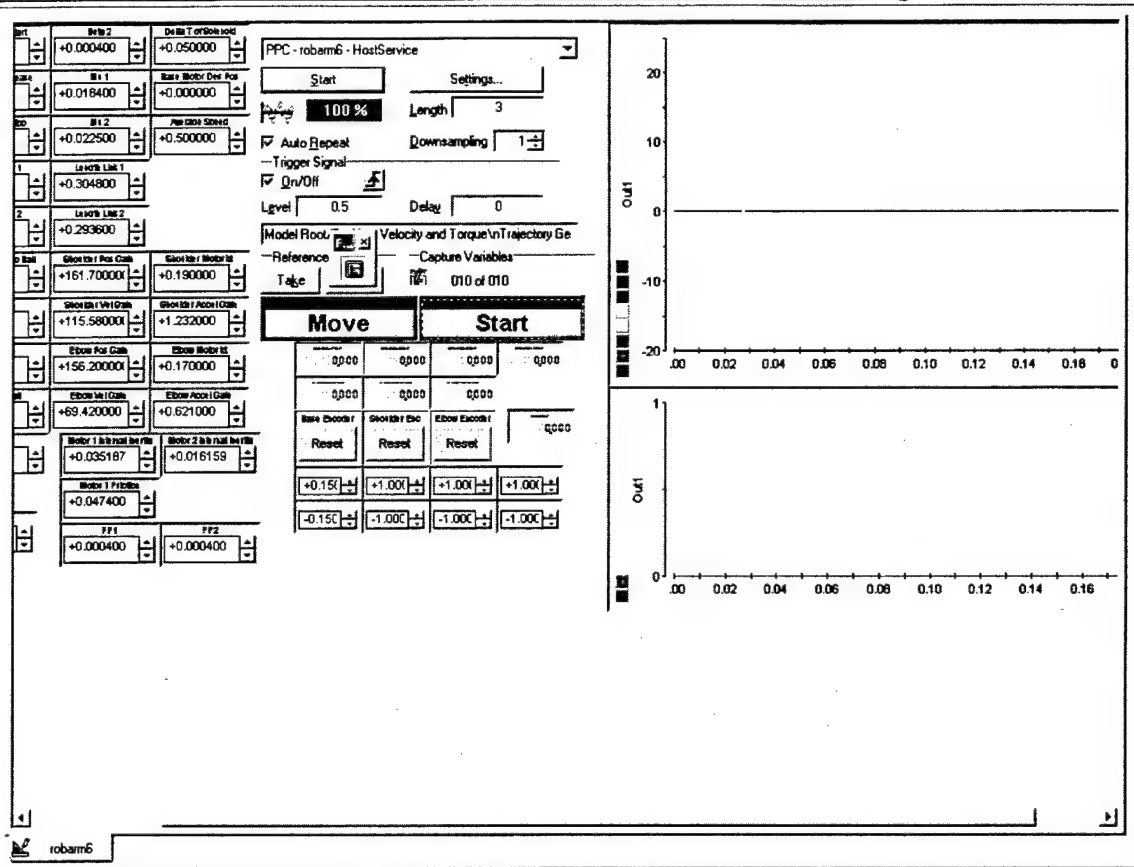 Beta 2
+0.000400
Delta T of Solenoid
+0.050000
+0.016400
Base Motor Des Pos
+0.000000
+0.022500
+0.500000
Length Link 1
+0.304800
Length Link 2
+0.293600
Shoulder Pos Gain
+161.70000(
Shoulder Motor Kt
+0.190000
Shoulder Vel Gain
+115.58000(
Shoulder Accel Gain
+1.232000
Elbow Pos Gain
+156.20000(
Elbow Motor Kt
+0.170000
Elbow Vel Gain
+69.420000
Elbow Accel Gain
+0.621000
Motor 1 Internal Inertia
+0.035187
Motor 2 Internal Inertia
+0.016159
Motor 1 Friction
+0.047400
FF1
+0.000400
FF2
+0.000400
PPC - robarm6 - HostService
Start
Settings...
100 %
Length
3
Auto Repeat
Downsampling
1
Trigger Signal
On/Off
Level
0.5
Delay
0
Model Root
Velocity and Torque\nTrajectory Ge
Reference
Capture Variables
Take
010 of 010
Move
Start
0,000 0,000 0,000 0,000
0,000 0,000 0,000
Base Encoder
Shoulder Enc
Elbow Encoder
0,000
Reset
Reset
Reset
+0.150
+1.000
+1.000
+1.000
-0.150
-1.000
-1.000
-1.000
20
10
0
-10
-20
Out1
.00 0.02 0.04 0.06 0.08 0.10 0.12 0.14 0.16 0
1
0
Out1
.00 0.02 0.04 0.06 0.08 0.10 0.12 0.14 0.16
robarm6